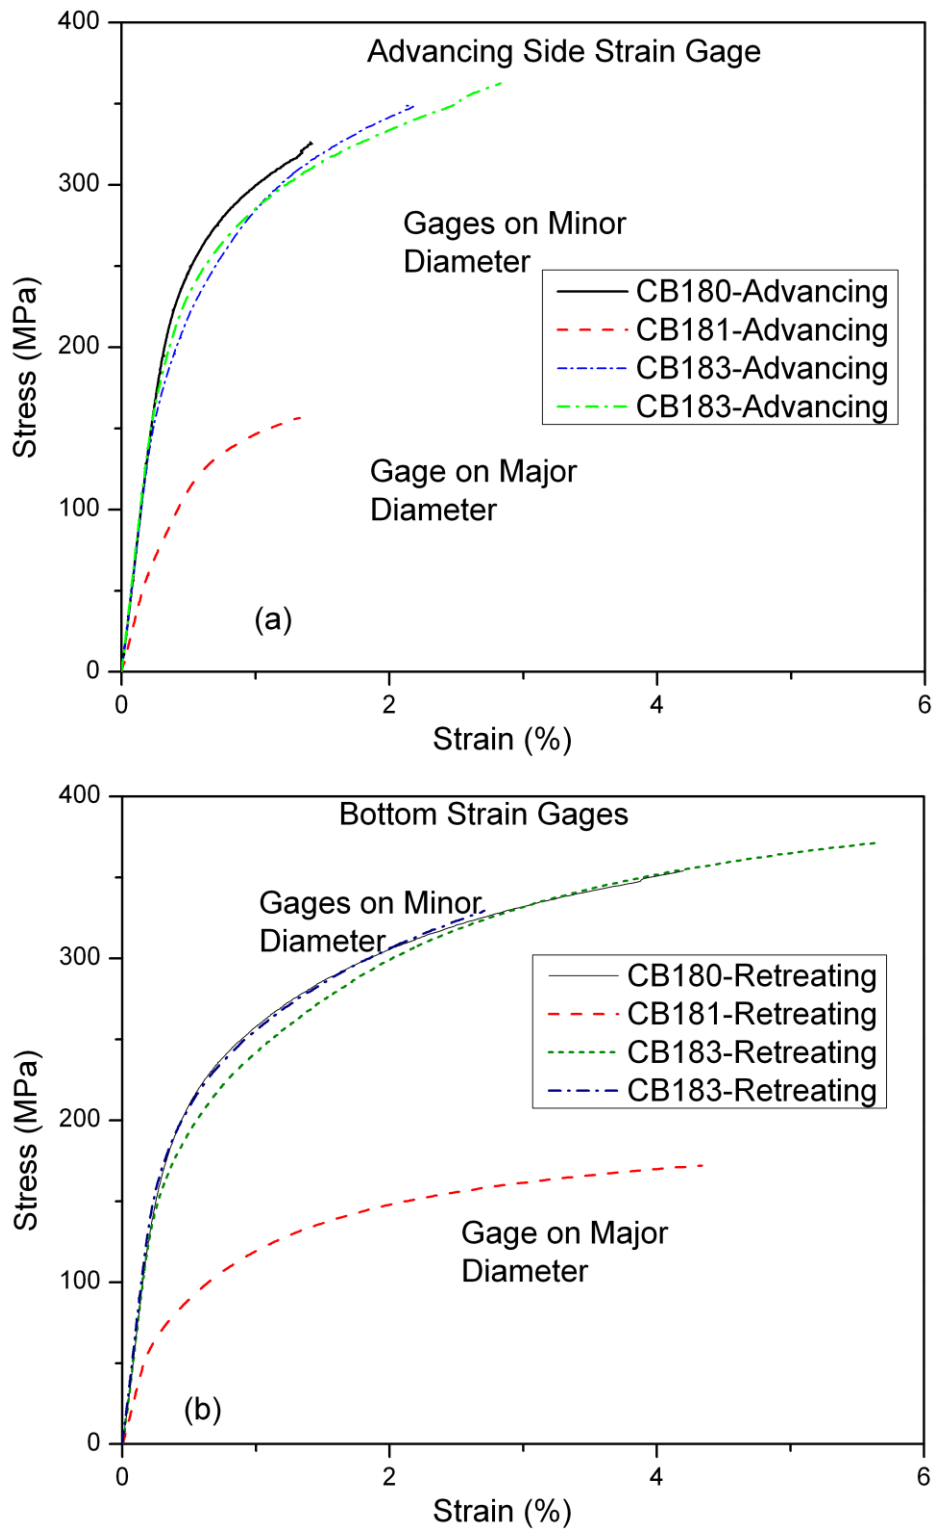 400
Advancing Side Strain Gage
300
Gages on Minor
Diameter
CB180-Advancing
CB181-Advancing
CB183-Advancing
CB183-Advancing
200
Stress (MPa)
Gage on Major
Diameter
100
(a)
0
0 2 4 6
Strain (%)
400
Bottom Strain Gages
Gages on Minor
Diameter
300
CB180-Retreating
CB181-Retreating
CB183-Retreating
CB183-Retreating
200
Stress (MPa)
Gage on Major
Diameter
100
(b)
0
0 2 4 6
Strain (%)